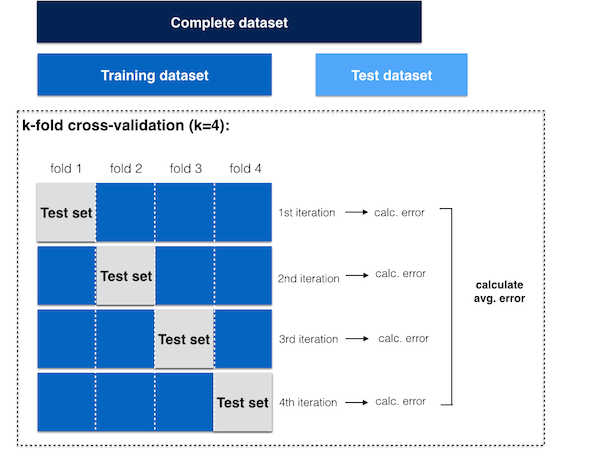 Complete dataset
Training dataset
Test dataset
k-fold cross-validation (k=4):
fold 1 fold 2 fold 3 fold 4
Test set 1st iteration calc. error
Test set 2nd iteration calc. error
calculate
avg. error
Test set 3rd iteration calc. error
Test set 4th iteration calc. error